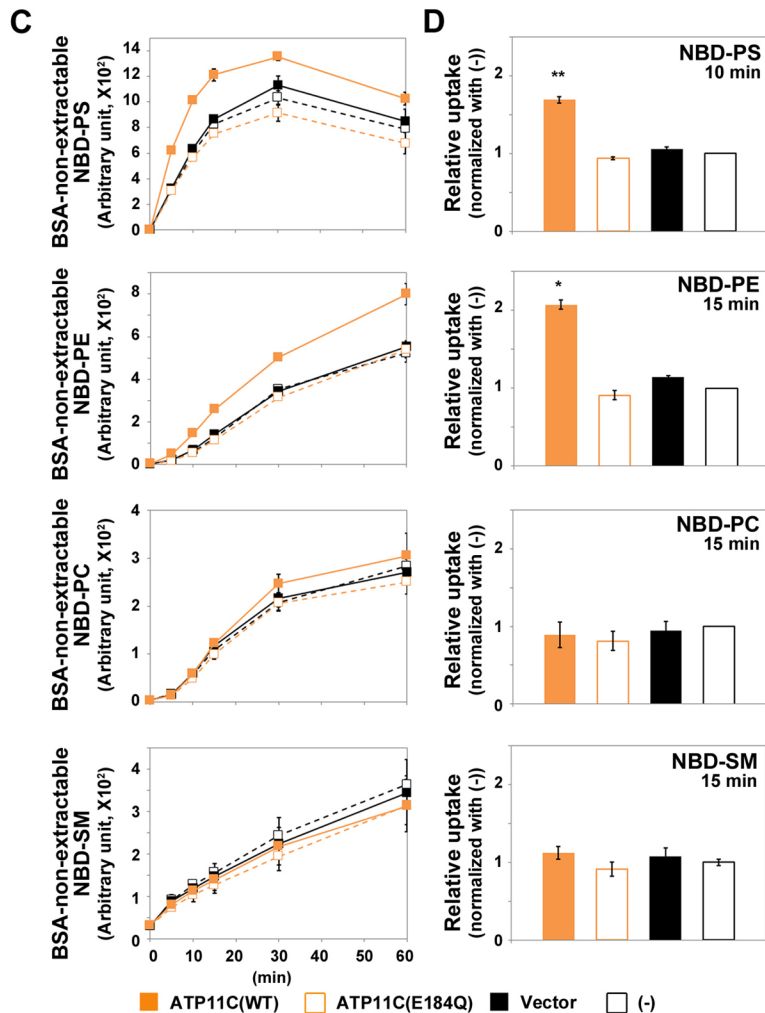 C
BSA-non-extractable
NBD-PS
(Arbitrary unit, X10²)
14
12
10
8
6
4
2
0
D
NBD-PS
10 min
Relative uptake
(normalized with (-))
2
1
0
**
BSA-non-extractable
NBD-PE
(Arbitrary unit, X10²)
8
6
4
2
0
NBD-PE
15 min
Relative uptake
(normalized with (-))
2
1
0
*
BSA-non-extractable
NBD-PC
(Arbitrary unit, X10²)
4
3
2
1
0
NBD-PC
15 min
Relative uptake
(normalized with (-))
2
1
0
BSA-non-extractable
NBD-SM
(Arbitrary unit, X10²)
4
3
2
1
0
0 10 20 30 40 50 60
(min)
NBD-SM
15 min
Relative uptake
(normalized with (-))
2
1
0
ATP11C(WT) ATP11C(E184Q) Vector (-)